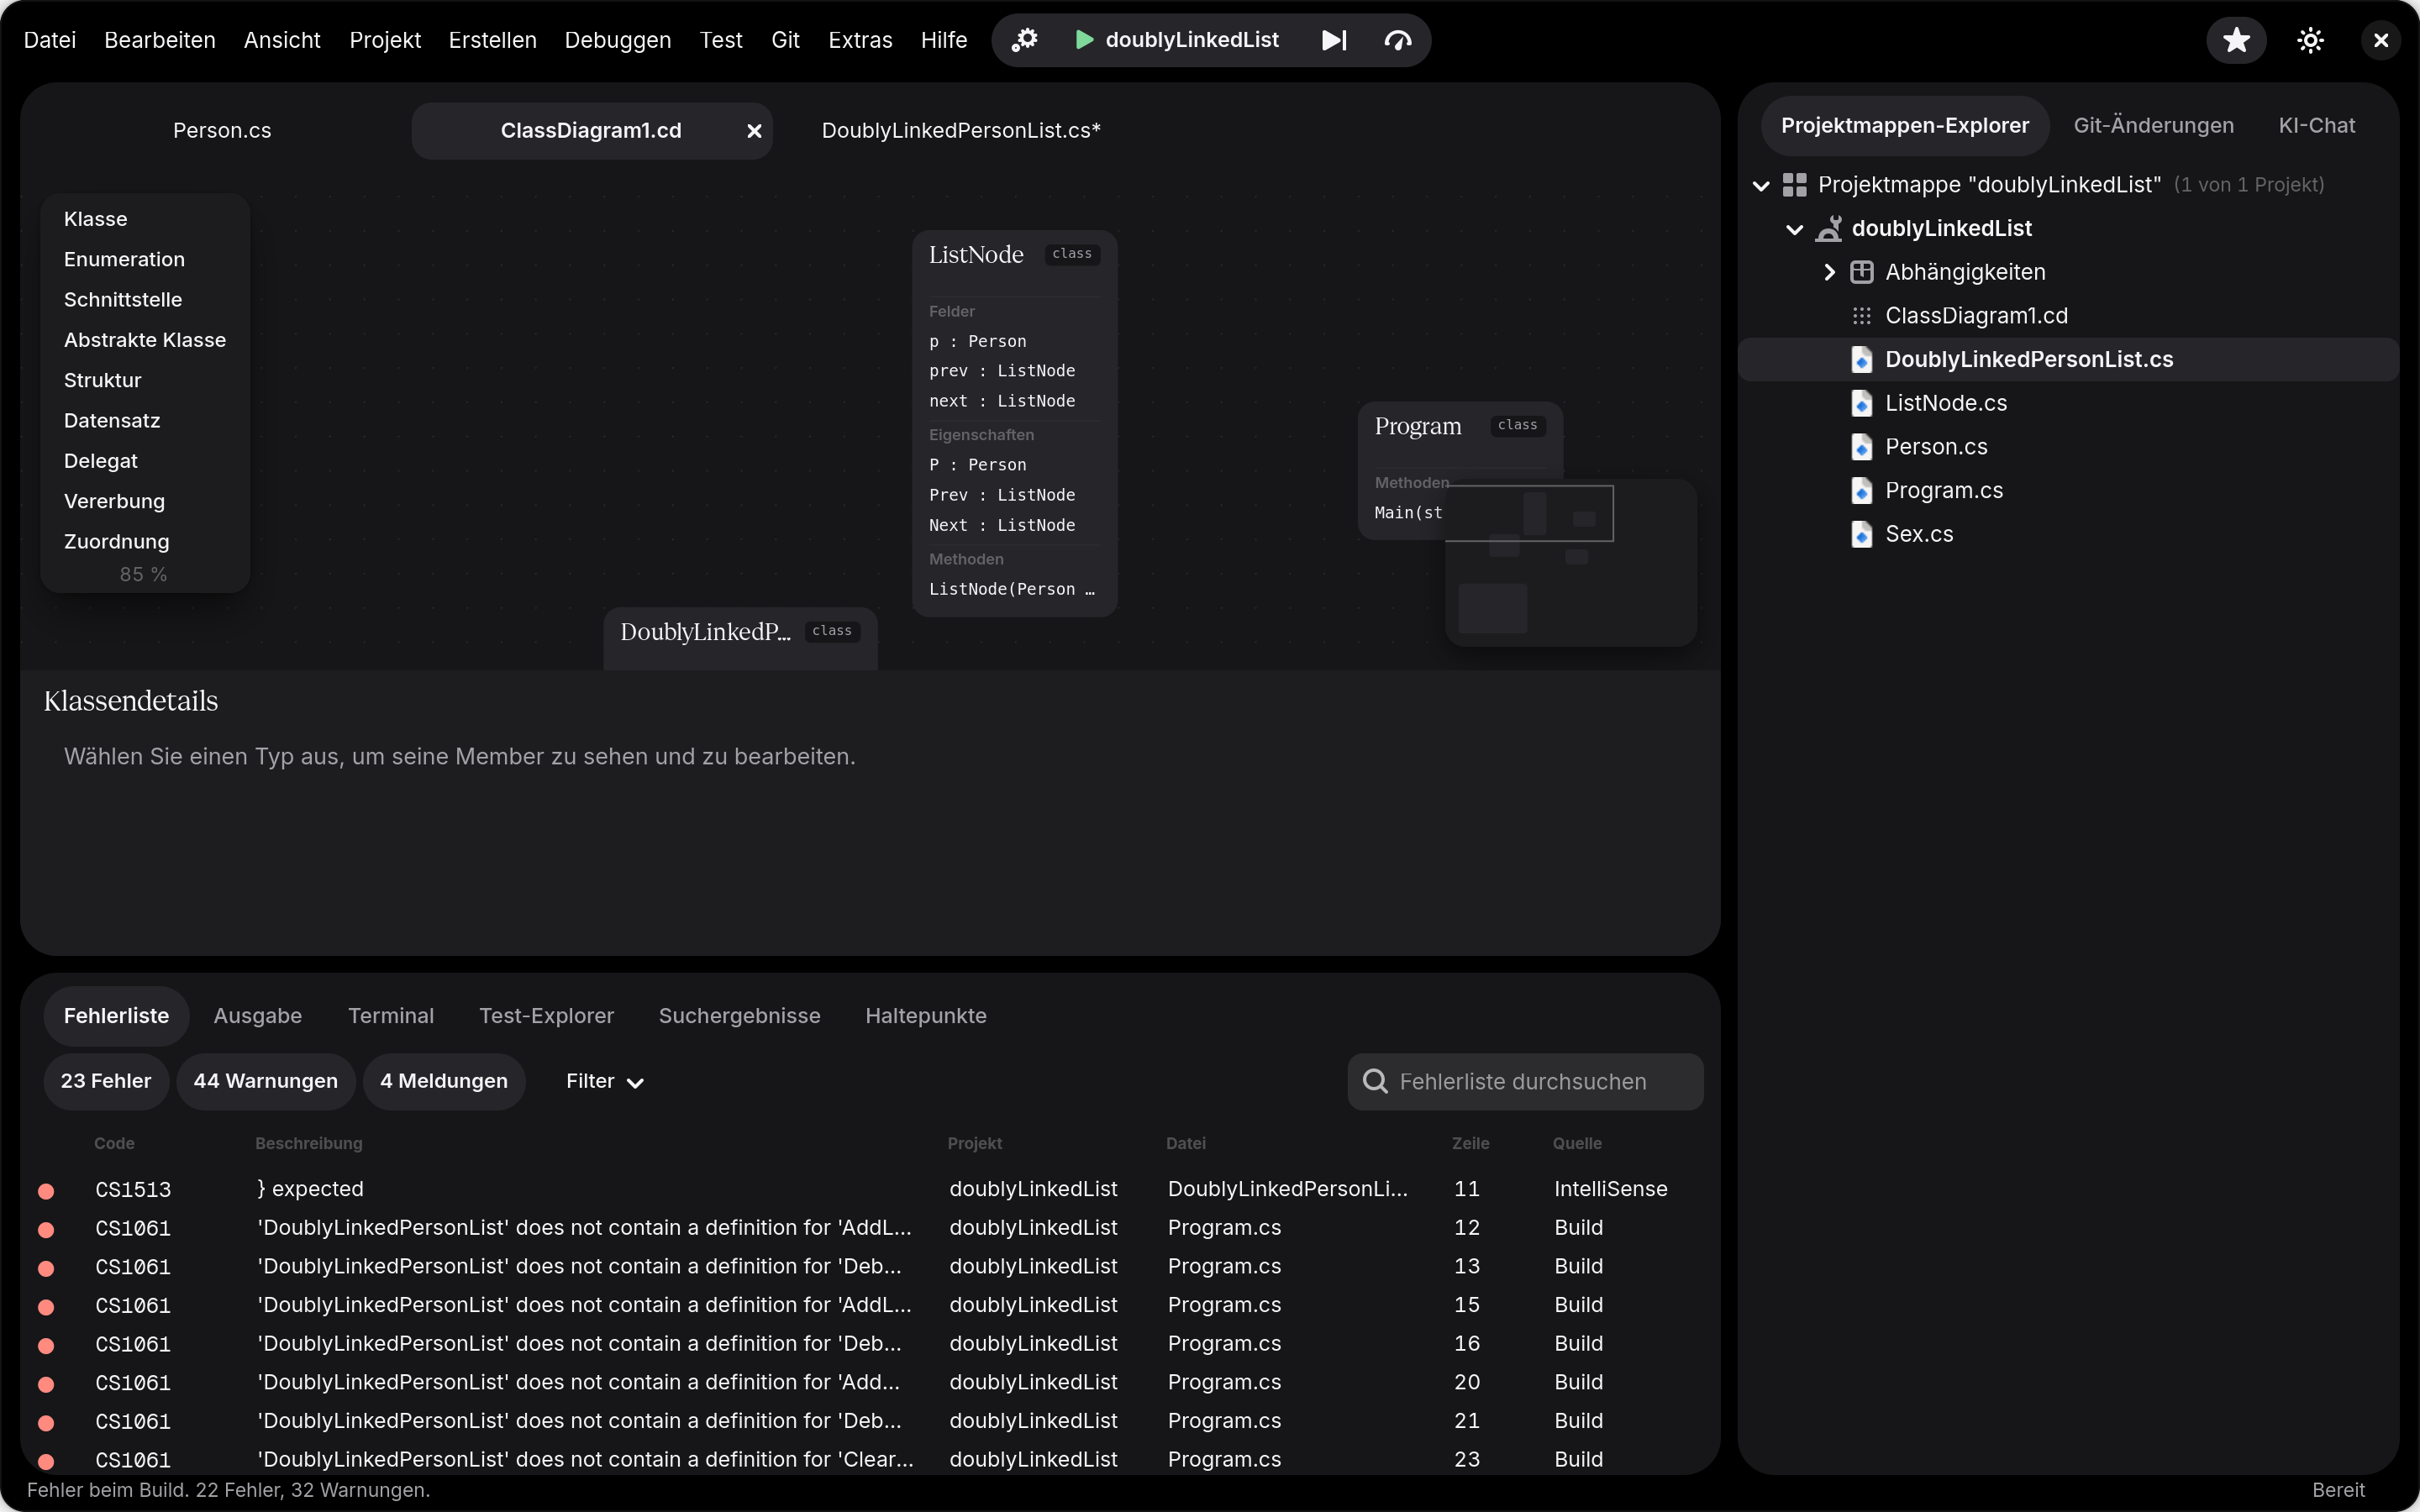 Datei Bearbeiten Ansicht Projekt Erstellen Debuggen Test Git Extras Hilfe doublyLinkedList
Person.cs ClassDiagram1.cd DoublyLinkedPersonList.cs*
Klasse
Enumeration
Schnittstelle
Abstrakte Klasse
Struktur
Datensatz
Delegat
Vererbung
Zuordnung
85 %
ListNode class
Felder
p : Person
prev : ListNode
next : ListNode
Eigenschaften
P : Person
Prev : ListNode
Next : ListNode
Methoden
ListNode(Person …
Program class
Methoden
Main(st
DoublyLinkedP... class
Klassendetails
Wählen Sie einen Typ aus, um seine Member zu sehen und zu bearbeiten.
Projektmappen-Explorer Git-Änderungen KI-Chat
Projektmappe "doublyLinkedList" (1 von 1 Projekt)
doublyLinkedList
Abhängigkeiten
ClassDiagram1.cd
DoublyLinkedPersonList.cs
ListNode.cs
Person.cs
Program.cs
Sex.cs
Fehlerliste Ausgabe Terminal Test-Explorer Suchergebnisse Haltepunkte
23 Fehler 44 Warnungen 4 Meldungen Filter Fehlerliste durchsuchen
Code Beschreibung Projekt Datei Zeile Quelle
CS1513 } expected doublyLinkedList DoublyLinkedPersonLi... 11 IntelliSense
CS1061 'DoublyLinkedPersonList' does not contain a definition for 'AddL... doublyLinkedList Program.cs 12 Build
CS1061 'DoublyLinkedPersonList' does not contain a definition for 'Deb... doublyLinkedList Program.cs 13 Build
CS1061 'DoublyLinkedPersonList' does not contain a definition for 'AddL... doublyLinkedList Program.cs 15 Build
CS1061 'DoublyLinkedPersonList' does not contain a definition for 'Deb... doublyLinkedList Program.cs 16 Build
CS1061 'DoublyLinkedPersonList' does not contain a definition for 'Add... doublyLinkedList Program.cs 20 Build
CS1061 'DoublyLinkedPersonList' does not contain a definition for 'Deb... doublyLinkedList Program.cs 21 Build
CS1061 'DoublyLinkedPersonList' does not contain a definition for 'Clear... doublyLinkedList Program.cs 23 Build
Fehler beim Build. 22 Fehler, 32 Warnungen. Bereit